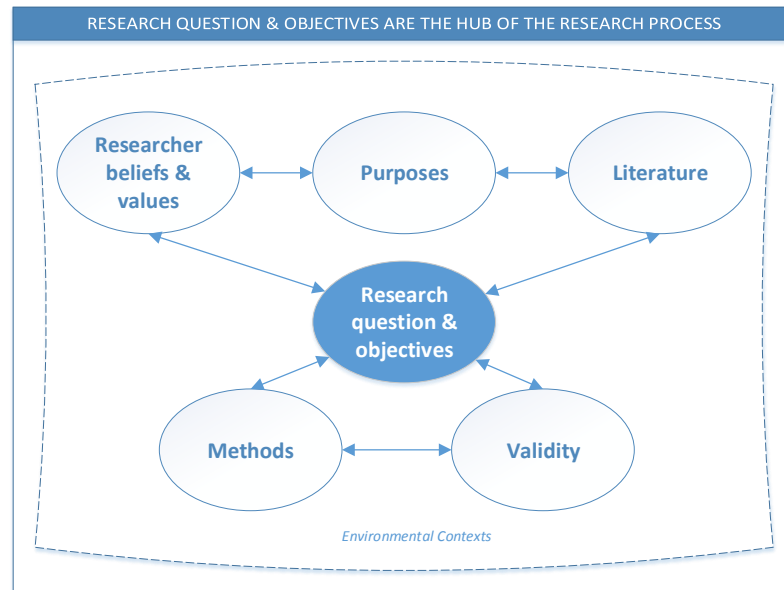 RESEARCH QUESTION & OBJECTIVES ARE THE HUB OF THE RESEARCH PROCESS
Researcher
beliefs &
values
Purposes
Literature
Research
question &
objectives
Methods
Validity
Environmental Contexts